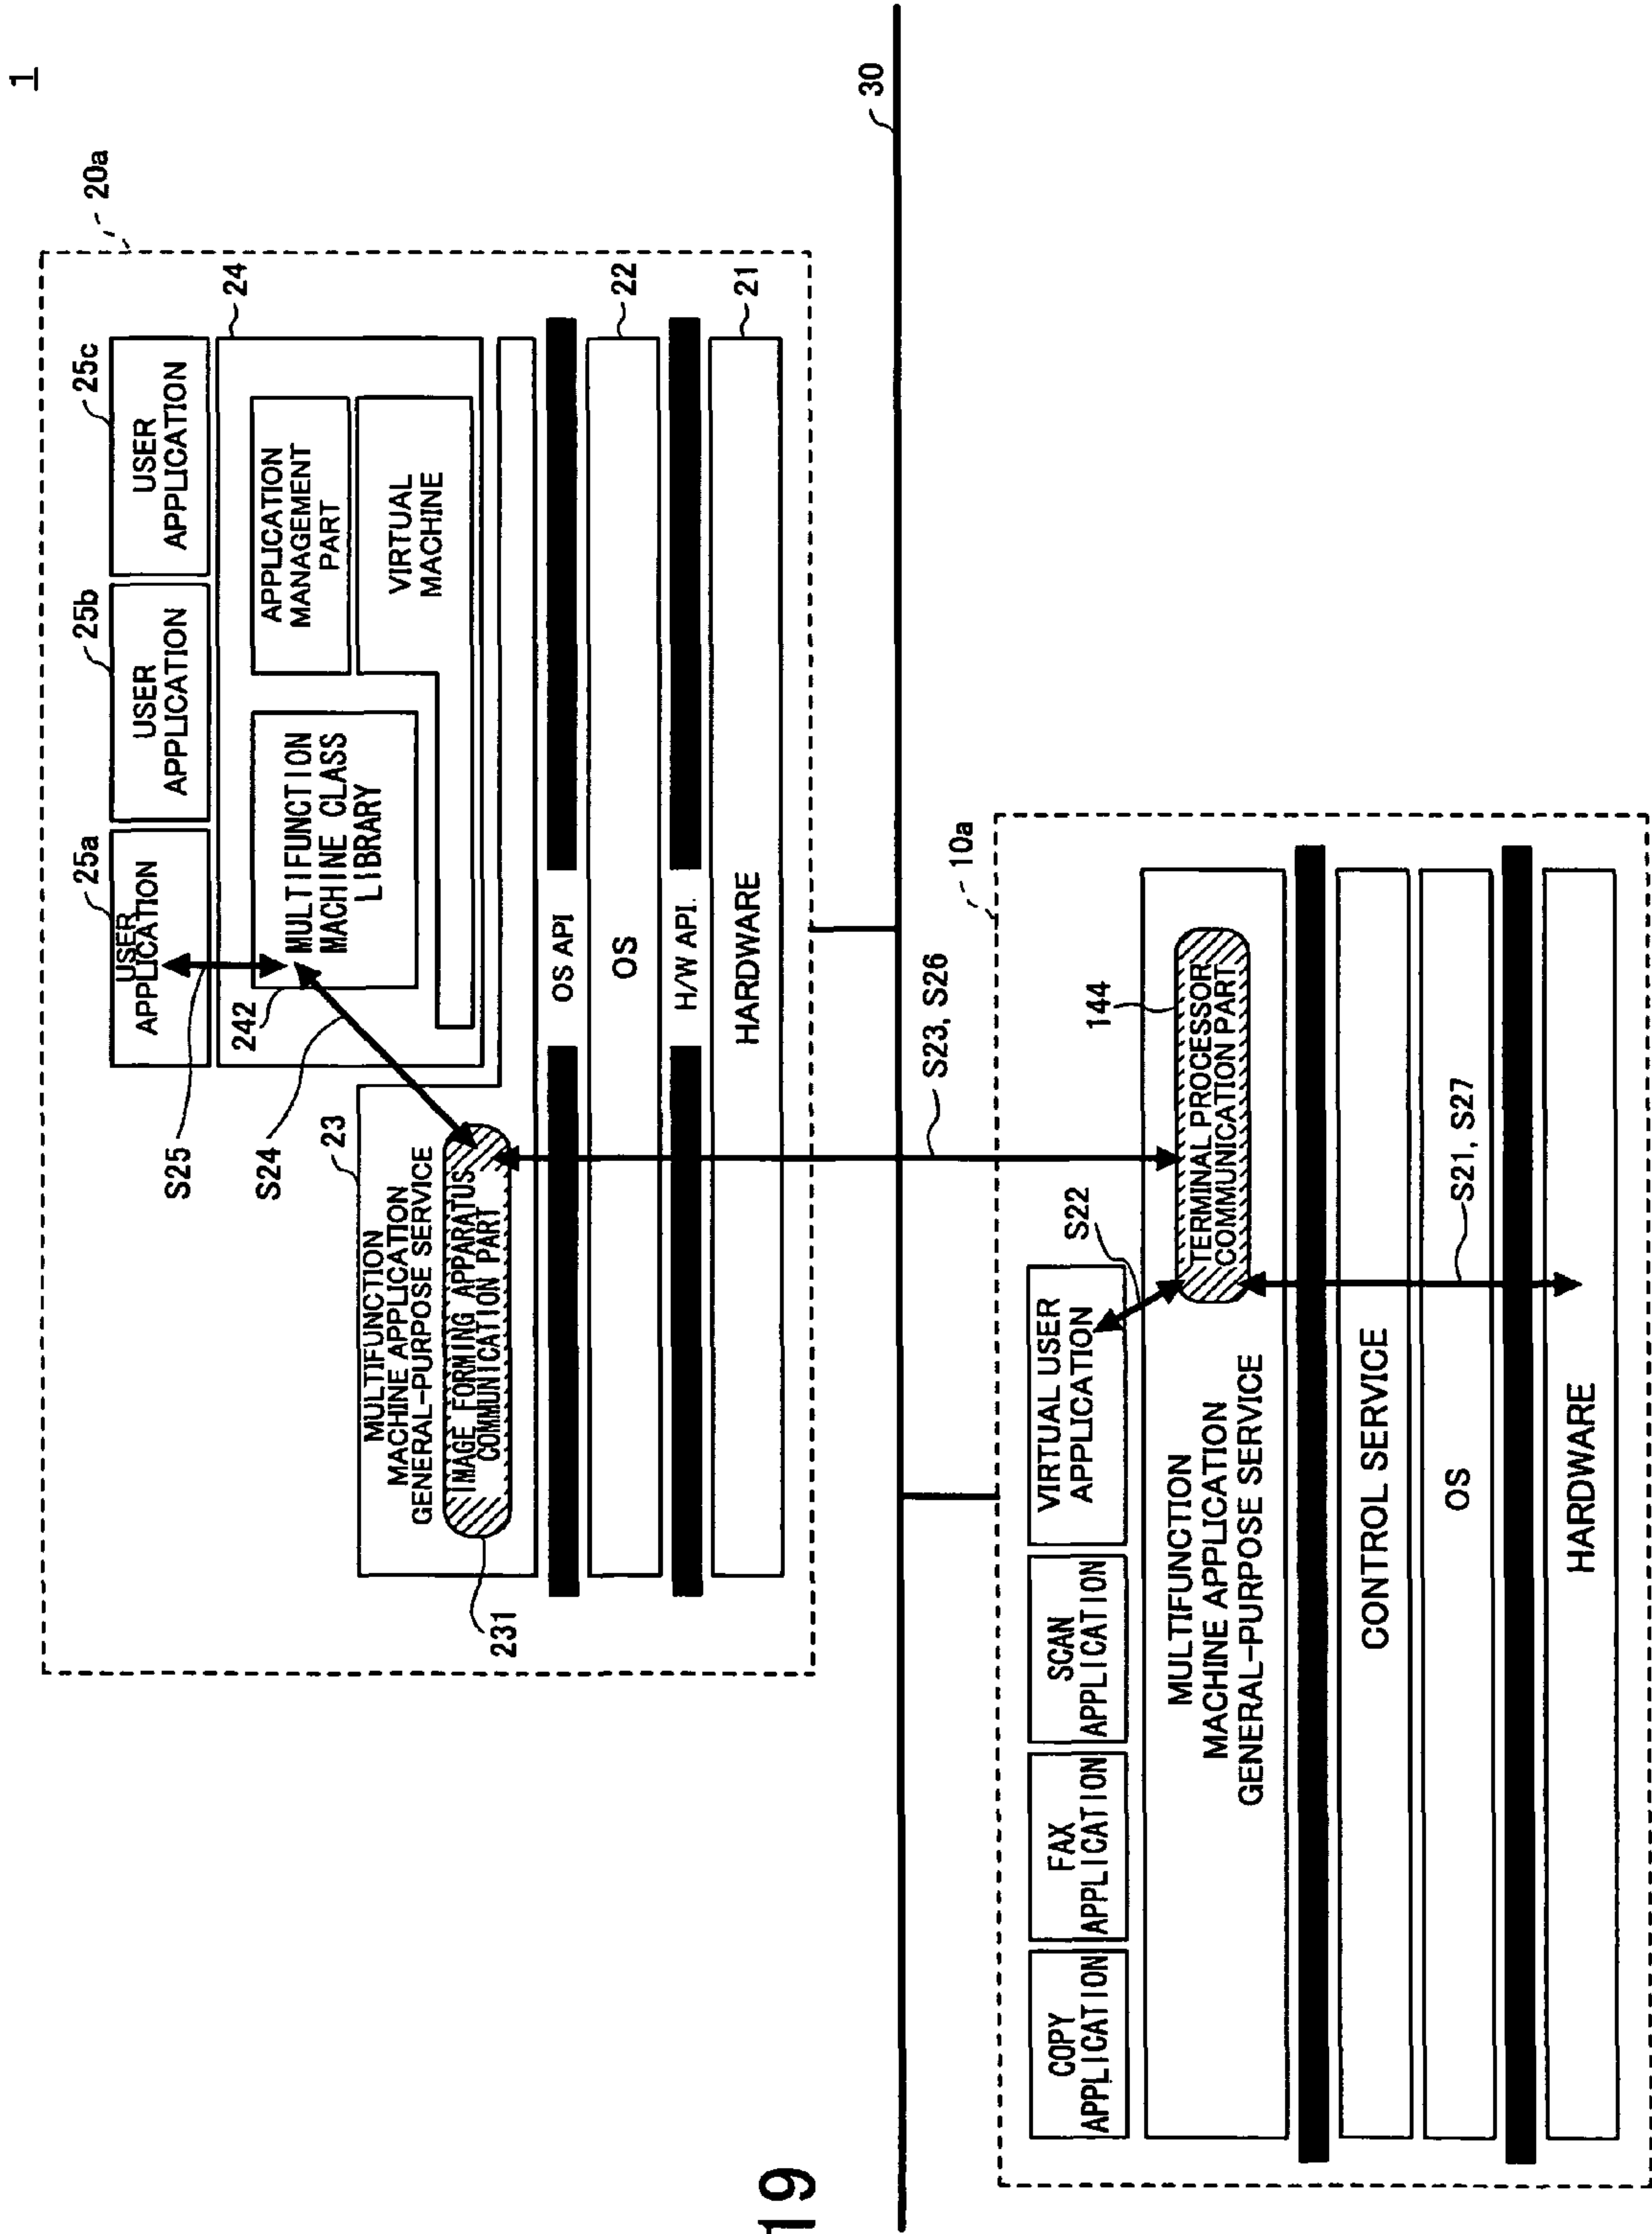 19
1
20a
25a
25b
25c
USER
APPLICATION
USER
APPLICATION
USER
APPLICATION
24
S25
242
MULTIFUNCTION
MACHINE CLASS
LIBRARY
APPLICATION
MANAGEMENT
PART
VIRTUAL
MACHINE
S24
23
MULTIFUNCTION
MACHINE APPLICATION
GENERAL-PURPOSE SERVICE
IMAGE FORMING APPARATUS
COMMUNICATION PART
231
OS API
OS
22
H/W API.
HARDWARE
21
30
S23, S26
10a
COPY
APPLICATION
FAX
APPLICATION
SCAN
APPLICATION
VIRTUAL USER
APPLICATION
S22
144
MULTIFUNCTION
MACHINE APPLICATION
GENERAL-PURPOSE SERVICE
TERMINAL PROCESSOR
COMMUNICATION PART
CONTROL SERVICE
OS
S21, S27
HARDWARE